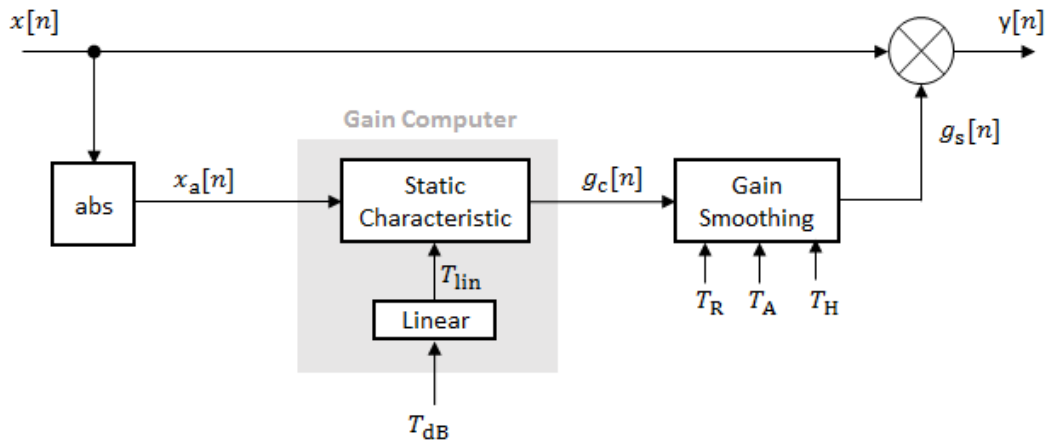 x[n]
y[n]
Gain Computer
g_s[n]
abs
x_a[n]
Static
Characteristic
g_c[n]
Gain
Smoothing
T_lin
Linear
T_R
T_A
T_H
T_dB